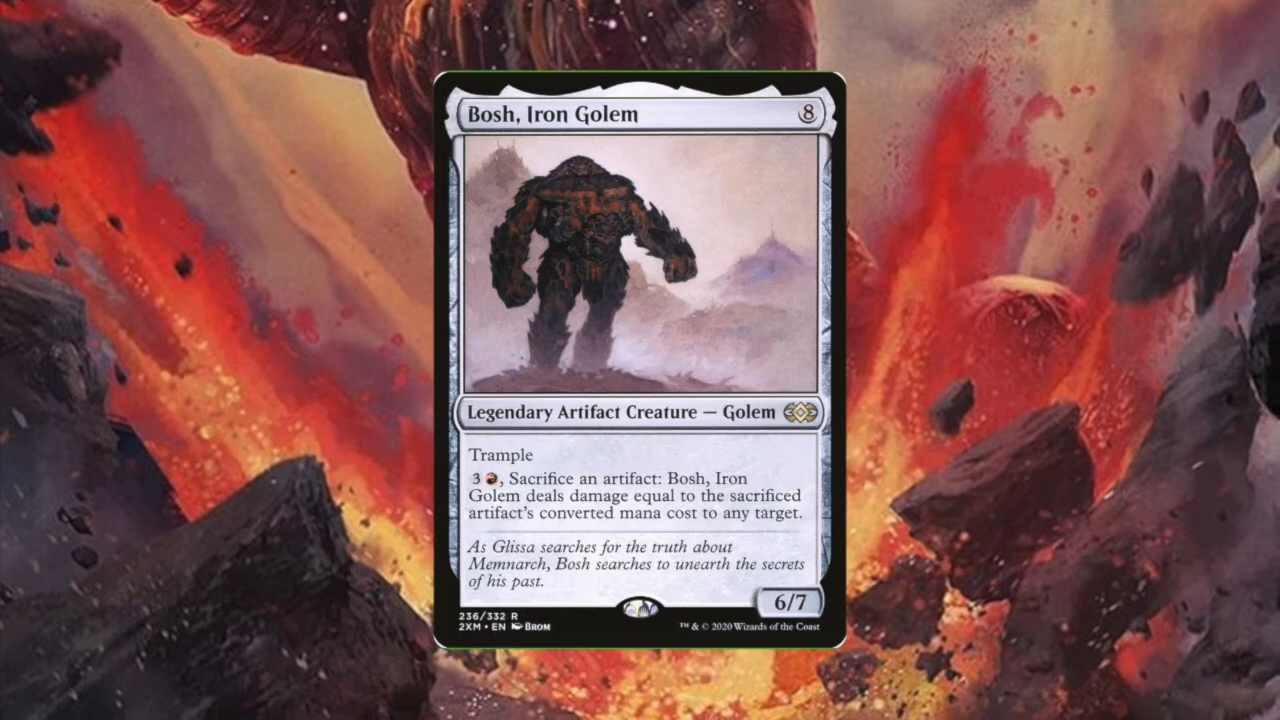 Bosh, Iron Golem 8
Legendary Artifact Creature — Golem
Trample
3, Sacrifice an artifact: Bosh, Iron
Golem deals damage equal to the sacrificed
artifact's converted mana cost to any target.
As Glissa searches for the truth about
Memnarch, Bosh searches to unearth the secrets
of his past.
6/7
236/332 R
2XM • EN BROM
™ & © 2020 Wizards of the Coast